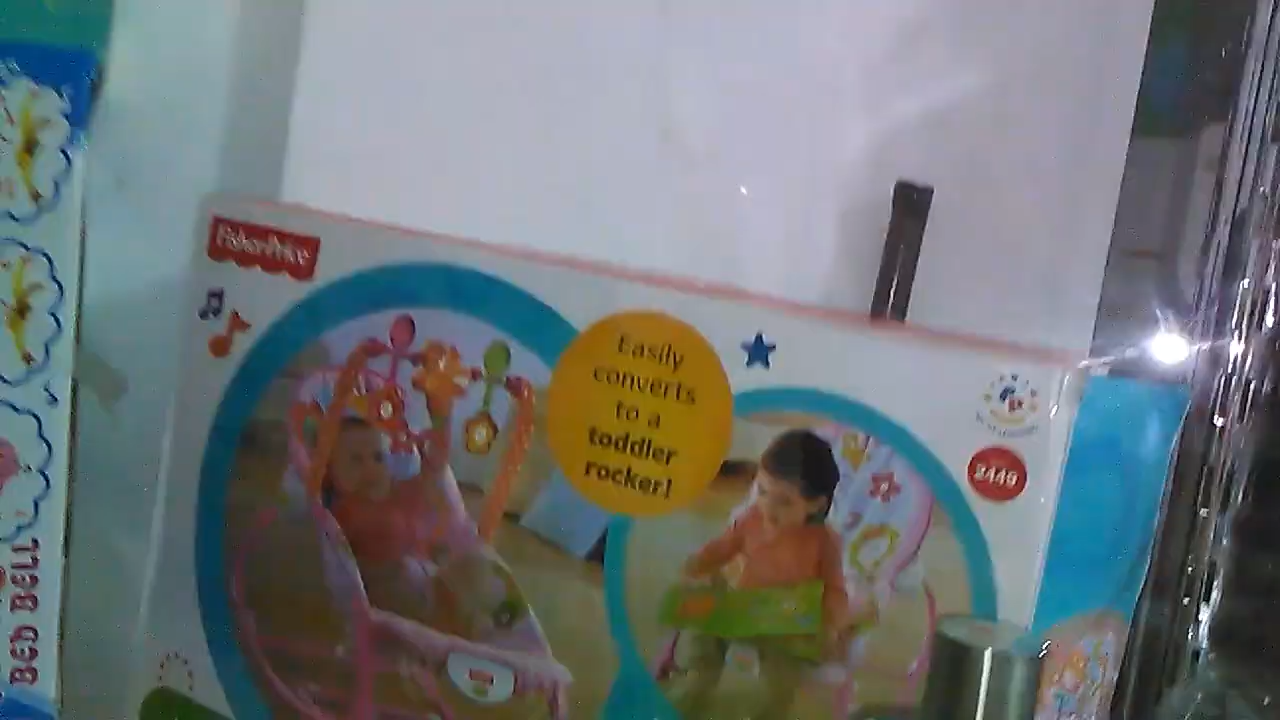 Fisher-Price
Easily
converts
to a
toddler
rocker!
2449
BED BELL